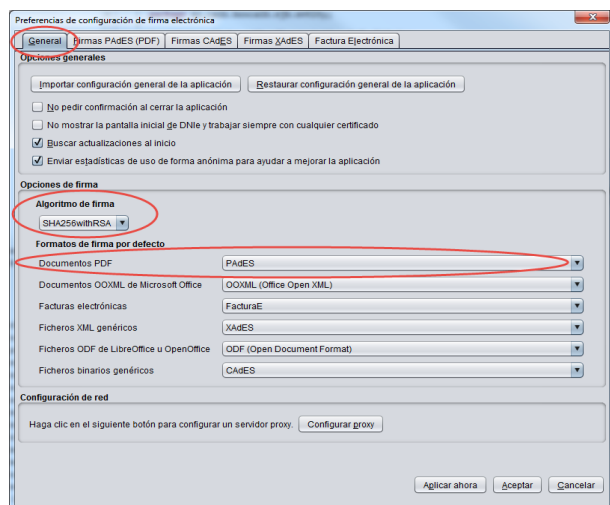 Preferencias de configuración de firma electrónica
General Firmas PAdES (PDF) Firmas CAdES Firmas XAdES Factura Electrónica
Opciones generales
Importar configuración general de la aplicación Restaurar configuración general de la aplicación
No pedir confirmación al cerrar la aplicación
No mostrar la pantalla inicial de DNIe y trabajar siempre con cualquier certificado
Buscar actualizaciones al inicio
Enviar estadísticas de uso de forma anónima para ayudar a mejorar la aplicación
Opciones de firma
Algoritmo de firma
SHA256withRSA
Formatos de firma por defecto
Documentos PDF PAdES
Documentos OOXML de Microsoft Office OOXML (Office Open XML)
Facturas electrónicas FacturaE
Ficheros XML genéricos XAdES
Ficheros ODF de LibreOffice u OpenOffice ODF (Open Document Format)
Ficheros binarios genéricos CAdES
Configuración de red
Haga clic en el siguiente botón para configurar un servidor proxy. Configurar proxy
Aplicar ahora Aceptar Cancelar